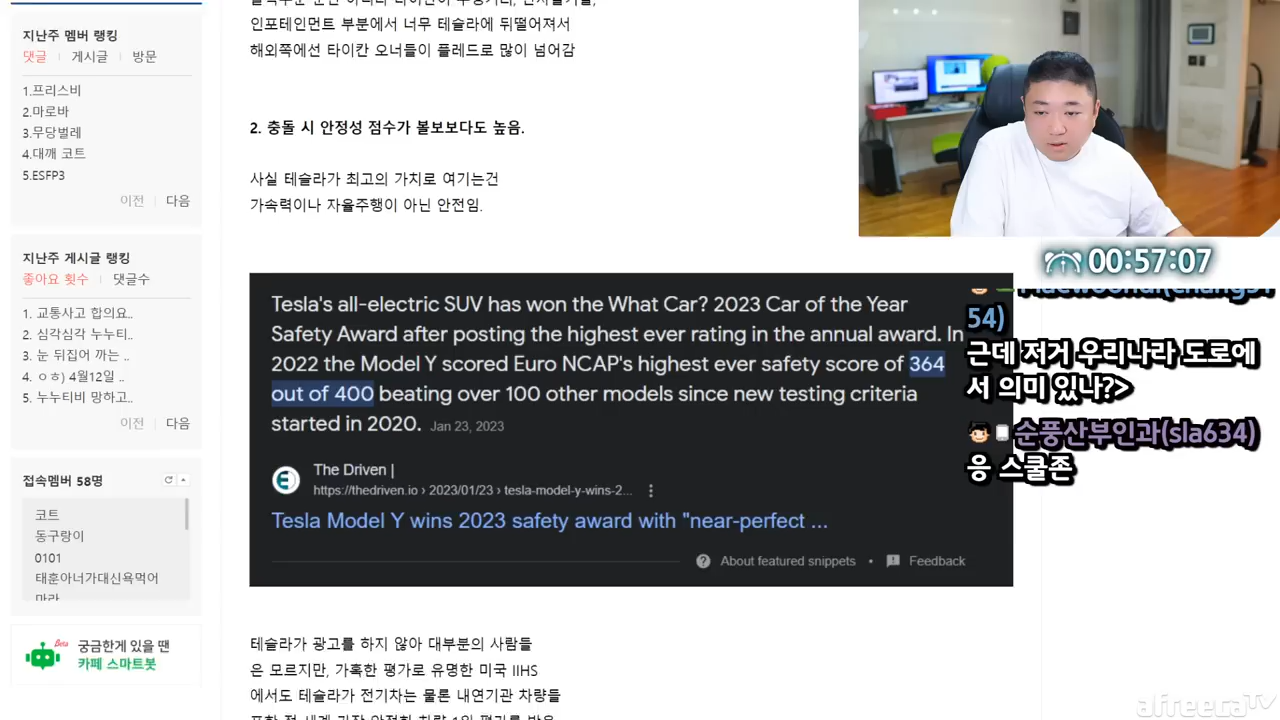 지난주 멤버 랭킹
댓글 게시글 방문
1.프리스비
2.마로바
3.무당벌레
4.대깨 코트
5.ESFP3
이전 다음
지난주 게시글 랭킹
좋아요 횟수 댓글수
1. 교통사고 합의요..
2. 심각심각 누누티..
3. 눈 뒤집어 까는 ..
4. ㅇㅎ) 4월12일 ..
5. 누누티비 망하고..
이전 다음
접속멤버 58명
코트
동구랑이
0101
태훈아너가대신욕먹어
마라
Beta
궁금한게 있을 땐
카페 스마트봇
인포테인먼트 부분에서 너무 테슬라에 뒤떨어져서
해외쪽에선 타이칸 오너들이 플레드로 많이 넘어감
2. 충돌 시 안정성 점수가 볼보보다도 높음.
사실 테슬라가 최고의 가치로 여기는건
가속력이나 자율주행이 아닌 안전임.
Tesla's all-electric SUV has won the What Car? 2023 Car of the Year
Safety Award after posting the highest ever rating in the annual award. In
2022 the Model Y scored Euro NCAP's highest ever safety score of 364
out of 400 beating over 100 other models since new testing criteria
started in 2020. Jan 23, 2023
The Driven |
https://thedriven.io › 2023/01/23 › tesla-model-y-wins-2...
Tesla Model Y wins 2023 safety award with "near-perfect ...
About featured snippets • Feedback
테슬라가 광고를 하지 않아 대부분의 사람들
은 모르지만, 가혹한 평가로 유명한 미국 IIHS
에서도 테슬라가 전기차는 물론 내연기관 차량들
00:57:07
54)
근데 저거 우리나라 도로에
서 의미 있나?>
순풍산부인과(sla634)
응 스쿨존
afreecaTV